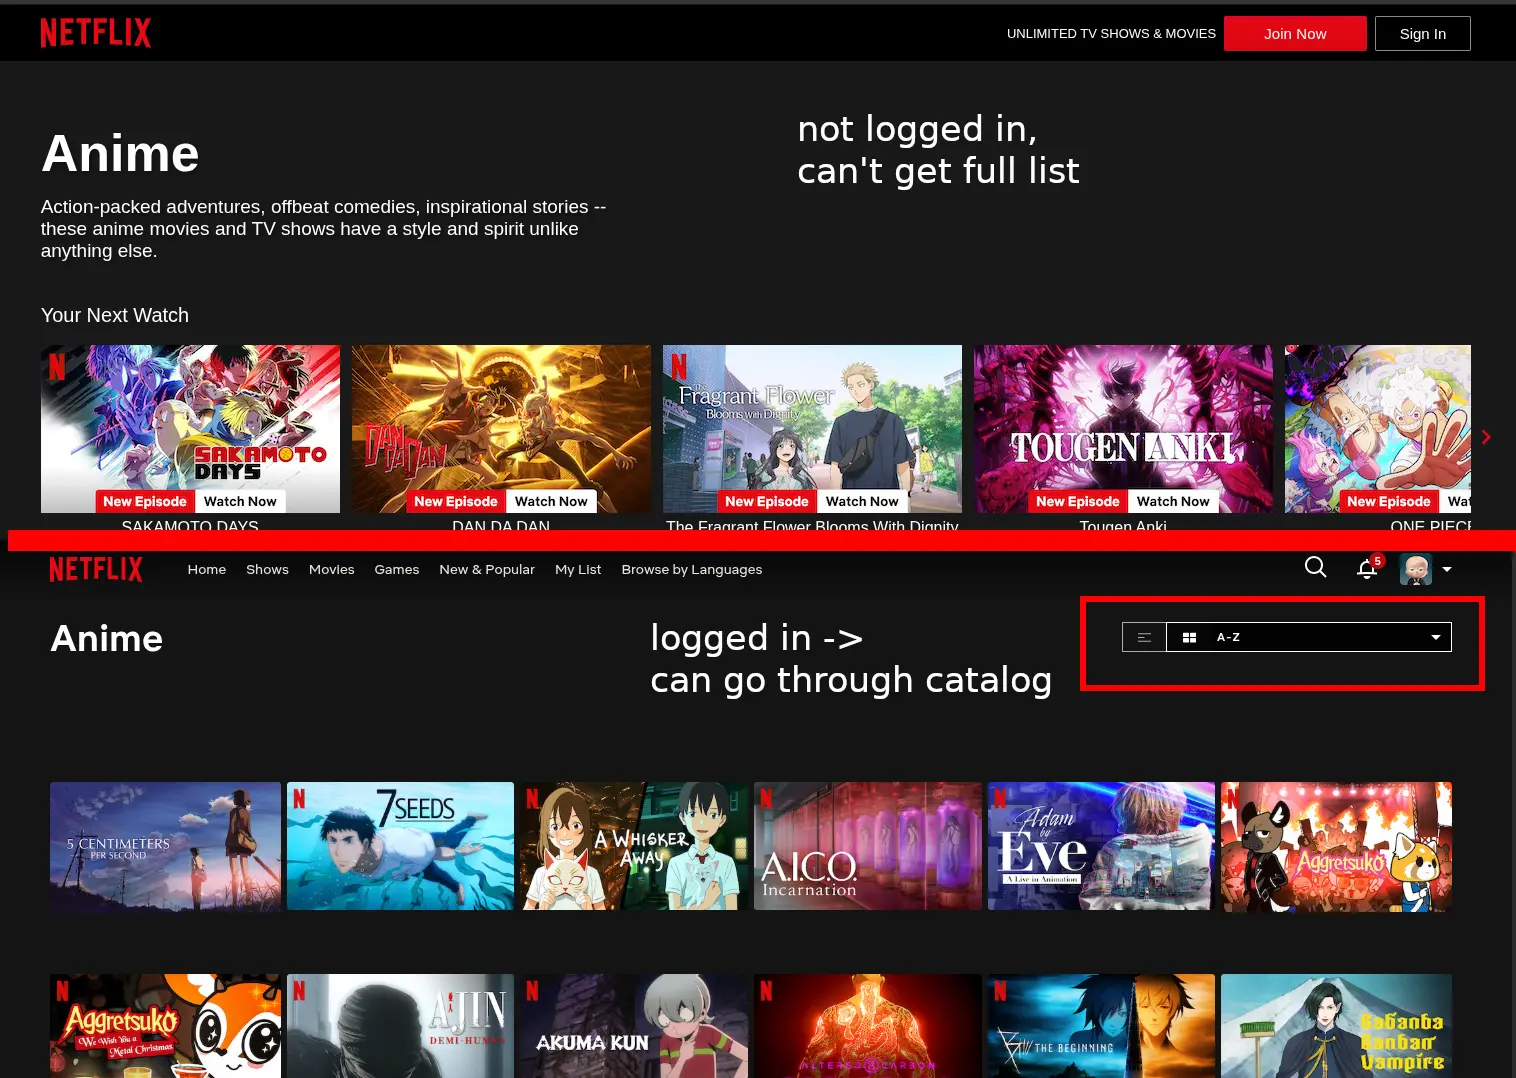 NETFLIX
UNLIMITED TV SHOWS & MOVIES
Join Now
Sign In
Anime
not logged in,
can't get full list
Action-packed adventures, offbeat comedies, inspirational stories --
these anime movies and TV shows have a style and spirit unlike
anything else.
Your Next Watch
N
SAKAMOTO
DAYS
New Episode
Watch Now
SAKAMOTO DAYS
DAN
DA DAN
New Episode
Watch Now
DAN DA DAN
N
The
Fragrant Flower
Blooms with Dignity
New Episode
Watch Now
The Fragrant Flower Blooms With Dignity
TOUGEN ANKI
New Episode
Watch Now
Tougen Anki
New Episode
Wat
ONE PIECE
NETFLIX
Home
Shows
Movies
Games
New & Popular
My List
Browse by Languages
5
Anime
logged in ->
can go through catalog
A-Z
5 CENTIMETERS
PER SECOND
N
7SEEDS
N
A WHISKER
AWAY
N
A.I.C.O.
Incarnation
N
Adam
by
Eve
A Live in Animation
N
Aggretsuko
N
Aggretsuko
We Wish You a
Metal Christmas
N
AJIN
DEMI-HUMAN
N
AKUMA KUN
N
ALTERED CARBON
N
B
THE BEGINNING
Babanba
Banban
Vampire